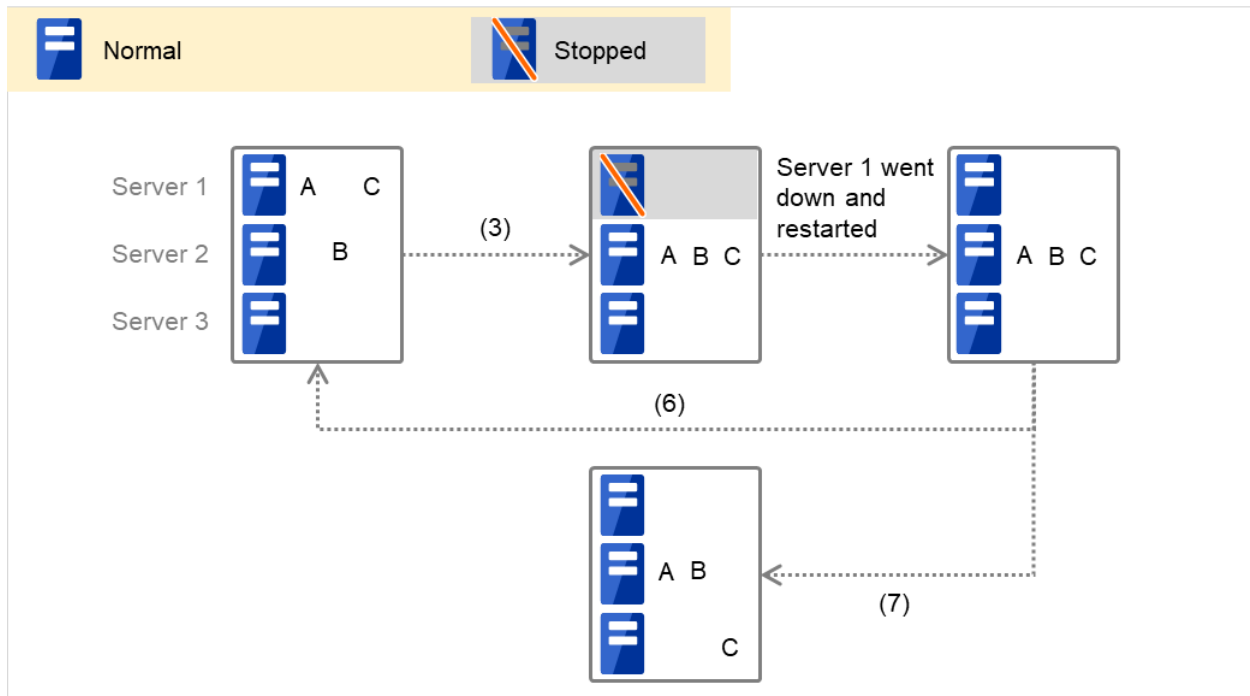 Normal
Stopped
Server 1
A C
Server 2
B
Server 3
(3)
A B C
Server 1 went
down and
restarted
A B C
(6)
A B
C
(7)